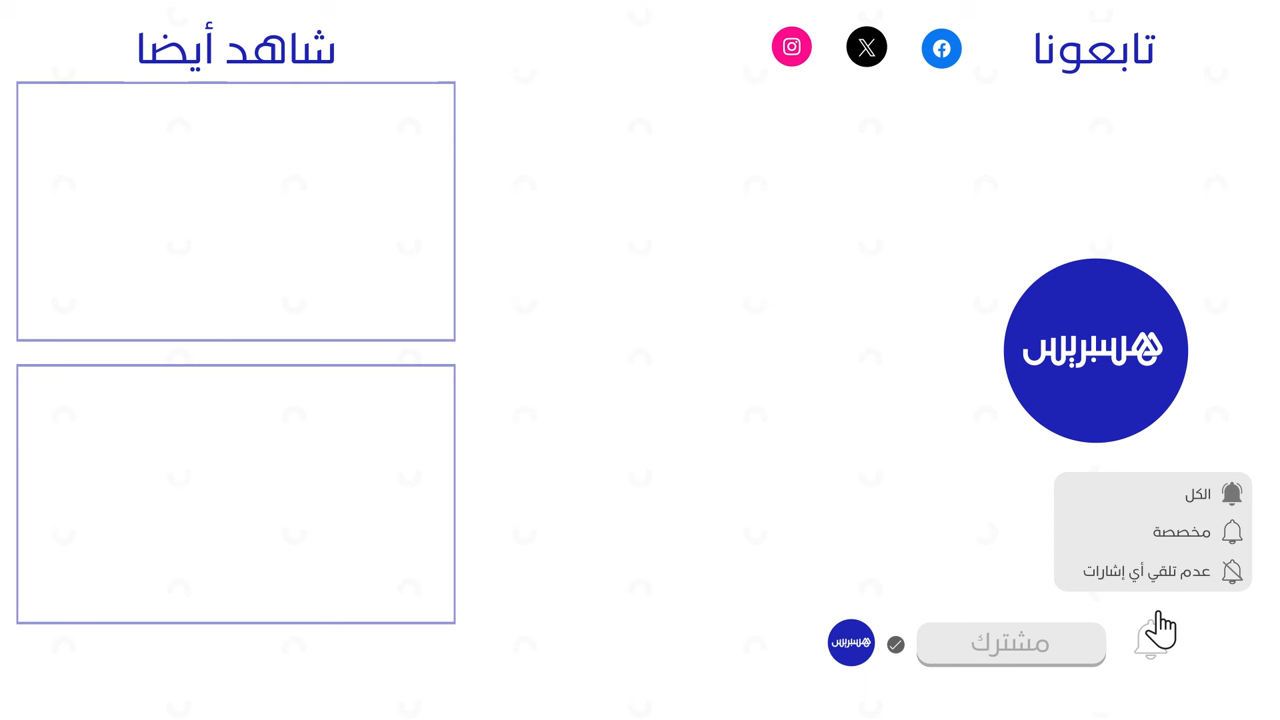 تابعونا
شاهد أيضا
هسبريس
الكل
مخصصة
عدم تلقي أي إشارات
مشترك
هسبريس